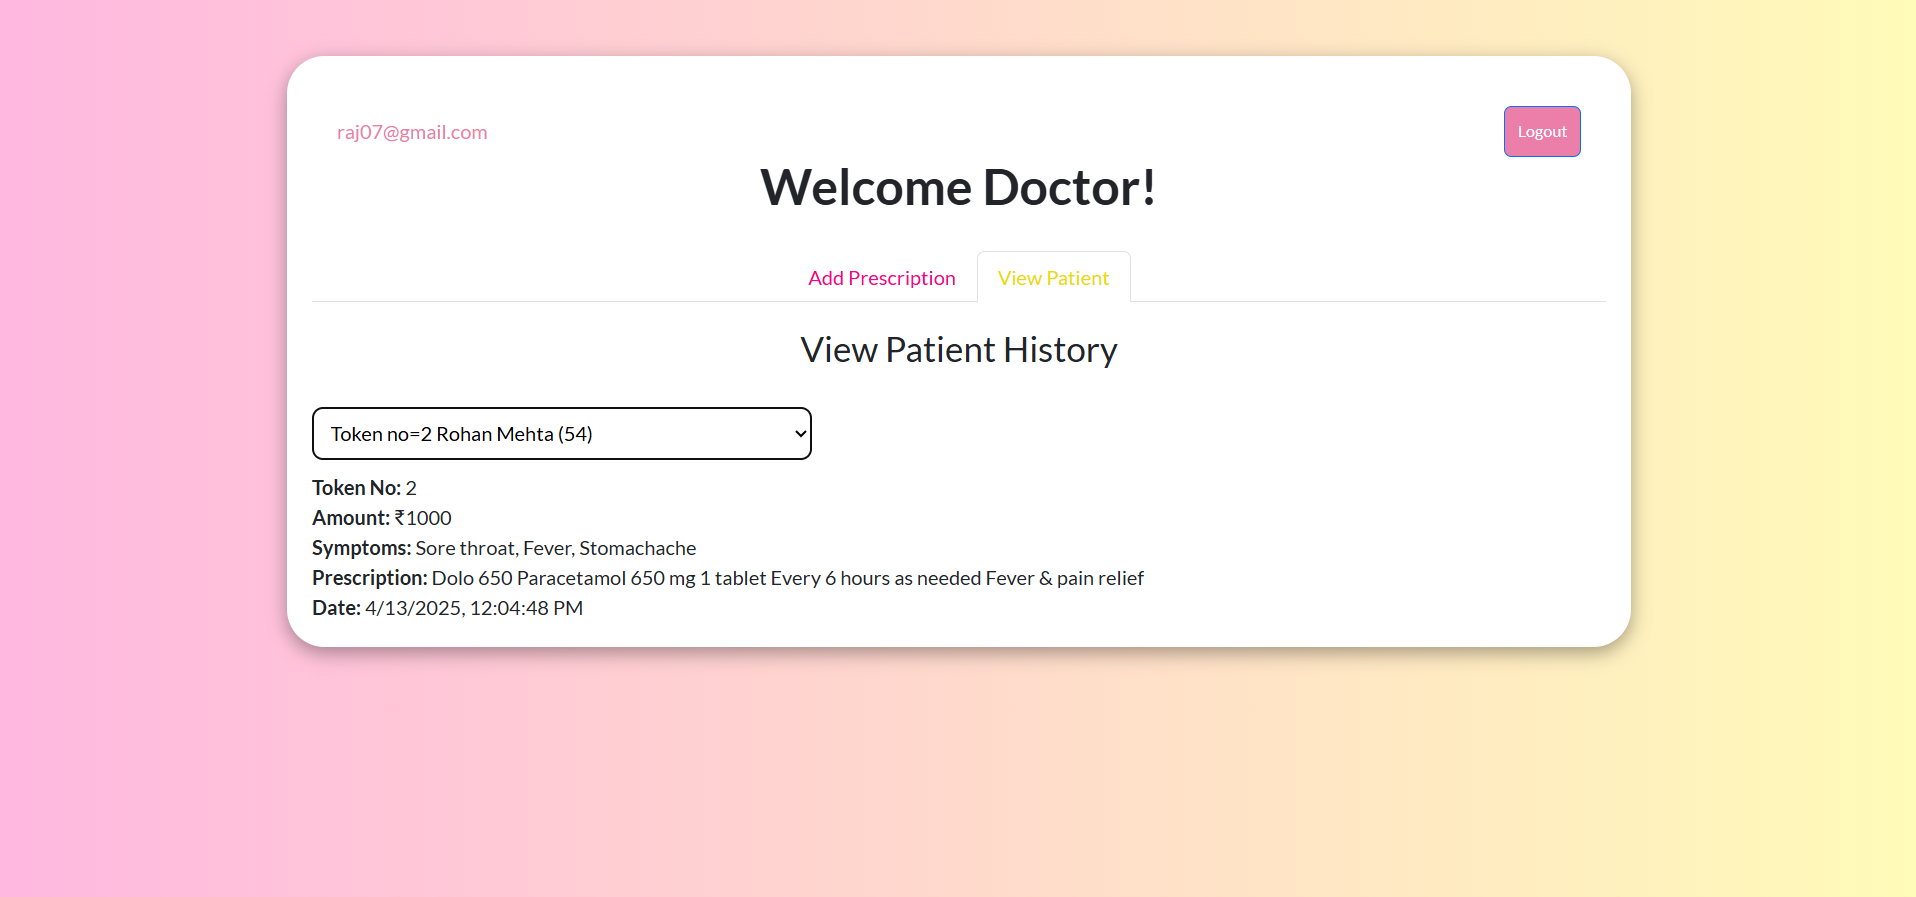 raj07@gmail.com
Logout
Welcome Doctor!
Add Prescription
View Patient
View Patient History
Token no=2 Rohan Mehta (54)
Token No: 2
Amount: ₹1000
Symptoms: Sore throat, Fever, Stomachache
Prescription: Dolo 650 Paracetamol 650 mg 1 tablet Every 6 hours as needed Fever & pain relief
Date: 4/13/2025, 12:04:48 PM